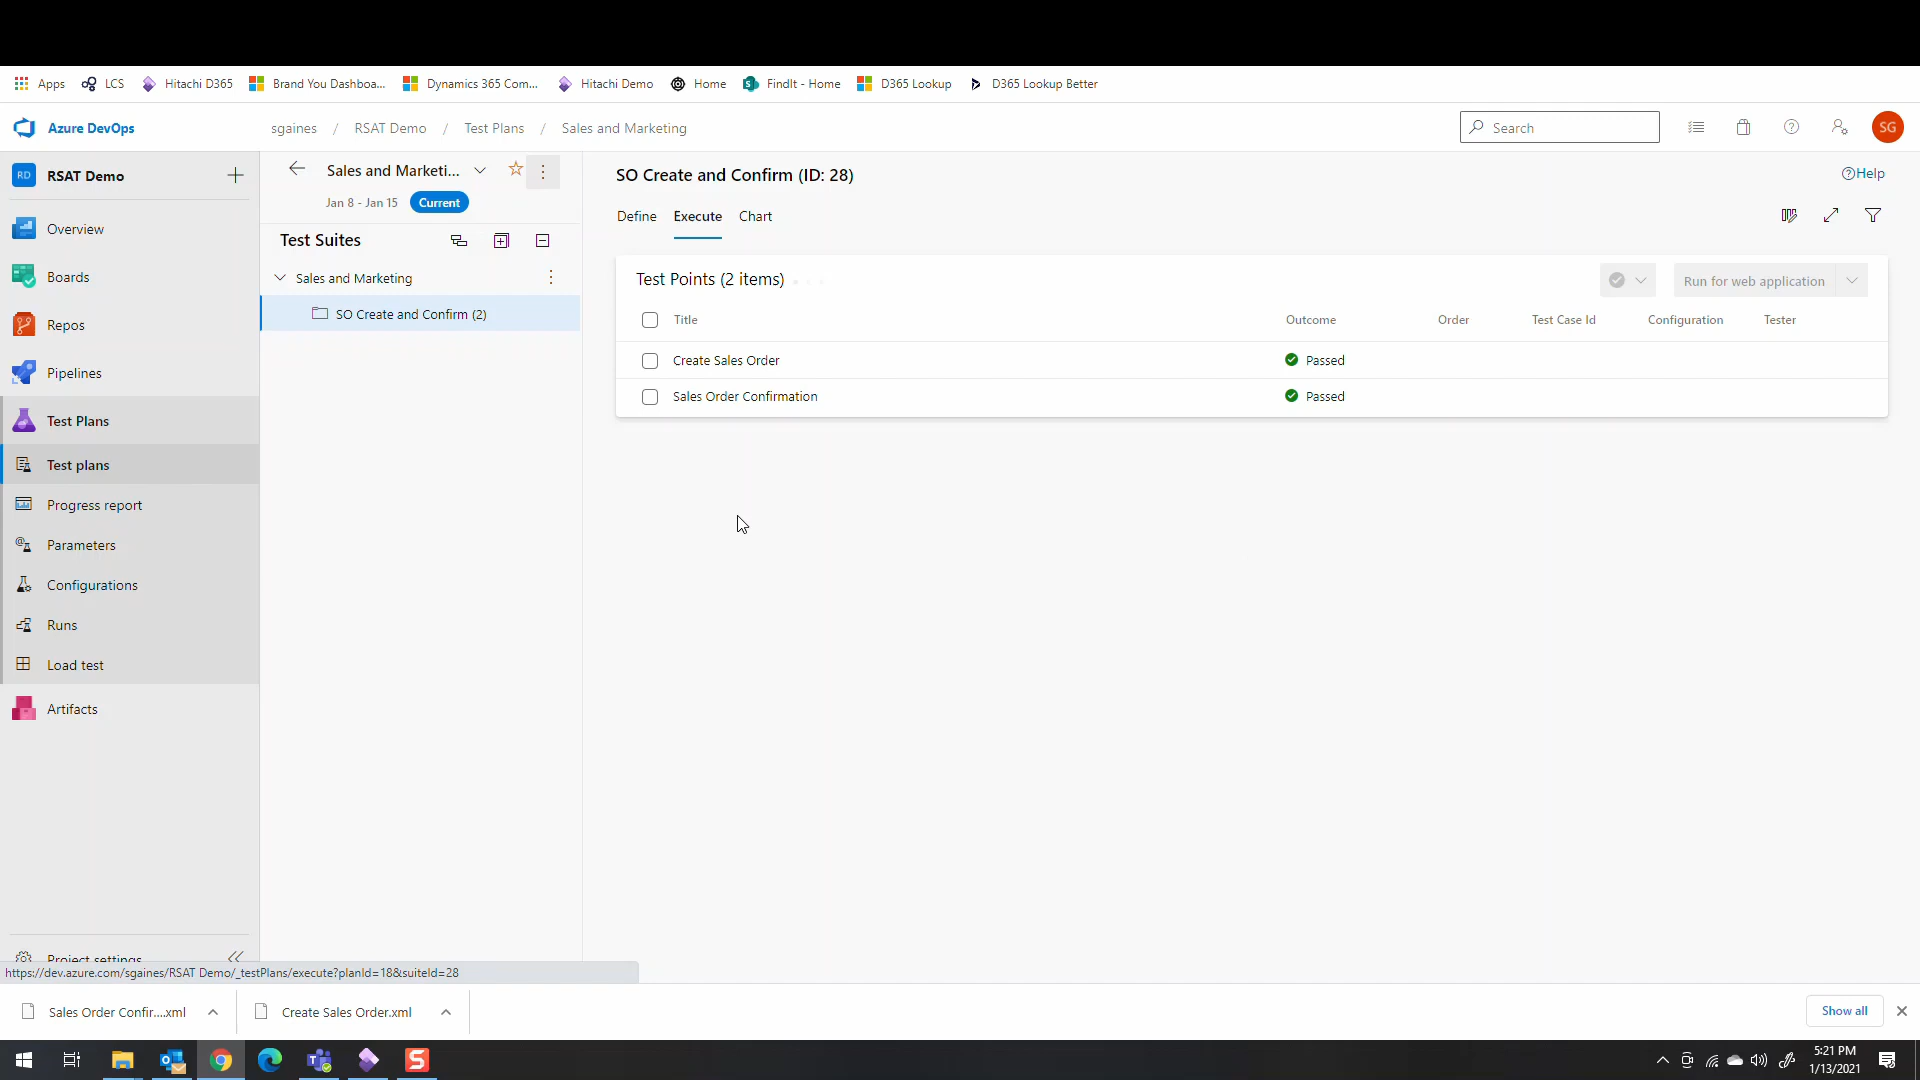 Apps LCS Hitachi D365 Brand You Dashboa... Dynamics 365 Com... Hitachi Demo Home FindIt - Home D365 Lookup D365 Lookup Better
Azure DevOps sgaines / RSAT Demo / Test Plans / Sales and Marketing Search SG
RD RSAT Demo
Overview
Boards
Repos
Pipelines
Test Plans
Test plans
Progress report
Parameters
Configurations
Runs
Load test
Artifacts
Project settings
Sales and Marketi...
Jan 8 - Jan 15 Current
Test Suites
Sales and Marketing
SO Create and Confirm (2)
SO Create and Confirm (ID: 28) Help
Define Execute Chart
Test Points (2 items) Run for web application
Title Outcome Order Test Case Id Configuration Tester
Create Sales Order Passed
Sales Order Confirmation Passed
https://dev.azure.com/sgaines/RSAT Demo/_testPlans/execute?planId=18&suiteId=28
Sales Order Confir....xml Create Sales Order.xml Show all
5:21 PM
1/13/2021